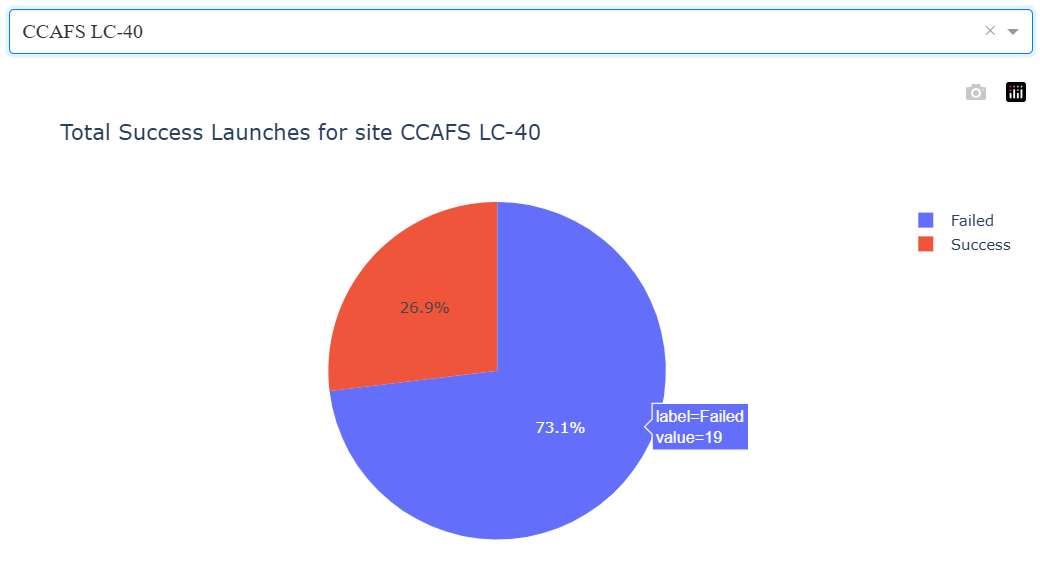 CCAFS LC-40
Total Success Launches for site CCAFS LC-40
Failed
Success
26.9%
73.1%
label=Failed
value=19